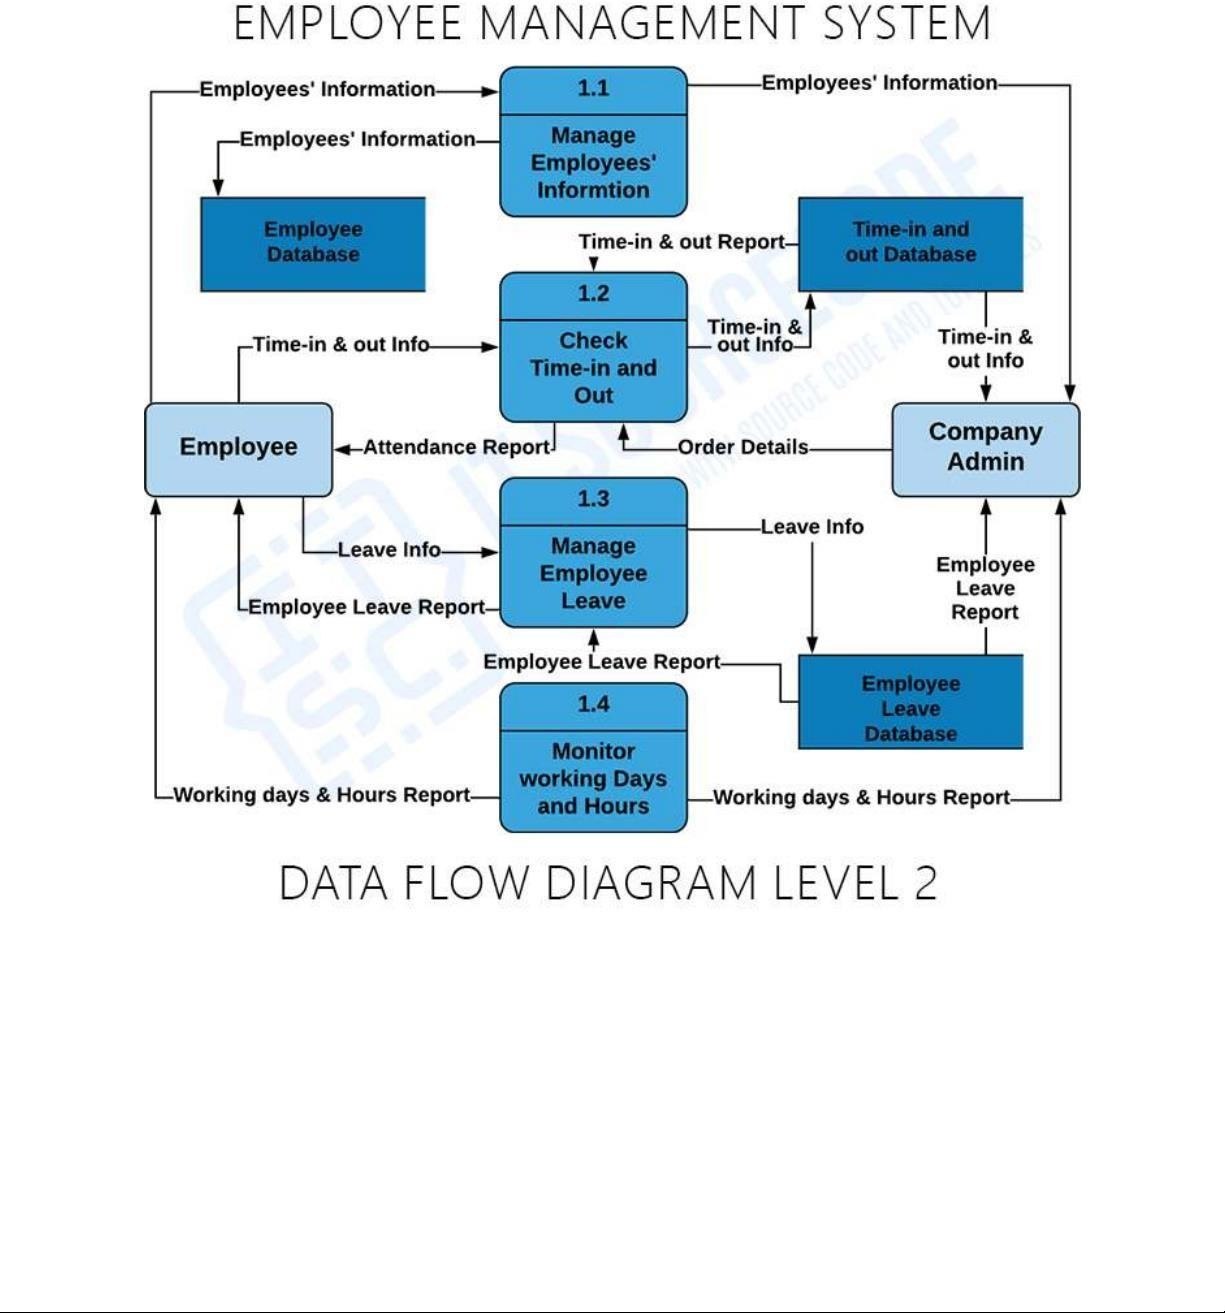 EMPLOYEE MANAGEMENT SYSTEM
Employees' Information
1.1
Employees' Information
Employees' Information
Manage
Employees'
Informtion
Employee
Database
Time-in & out Report
Time-in and
out Database
1.2
Time-in & out Info
Check
Time-in and
Out
Time-in &
out Info
Time-in &
out Info
Employee
Attendance Report
Order Details
Company
Admin
1.3
Leave Info
Manage
Employee
Leave
Leave Info
Employee Leave Report
Employee
Leave
Report
Employee Leave Report
Employee
Leave
Database
1.4
Monitor
working Days
and Hours
Working days & Hours Report
Working days & Hours Report
DATA FLOW DIAGRAM LEVEL 2
IT SOURCECODE